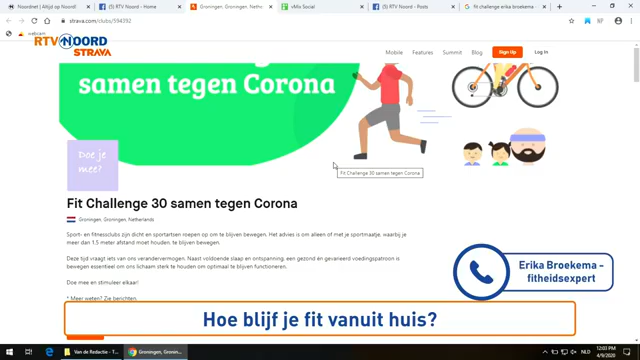 Noordnet | Altijd op Noord
(5) RTV Noord - Home
Groningen, Groningen, Nether
vMix Social
(5) RTV Noord - Posts
fit challenge erika broekema -
strava.com/clubs/594392
webcam
RTV NOORD
STRAVA
Mobile
Features
Summit
Blog
Sign Up
Log In
samen tegen Corona
Doe je
mee?
Fit Challenge 30 samen tegen Corona
Fit Challenge 30 samen tegen Corona
Groningen, Groningen, Netherlands
Sport- en fitnessclubs zijn dicht en sportartsen roepen op om te blijven bewegen. Het advies is om alleen of met je sportmaatje, waarbij je
meer dan 1,5 meter afstand moet houden, te blijven bewegen.
Deze tijd vraagt iets van ons verandervermogen. Naast voldoende slaap en ontspanning, een gezond en gevarieerd voedingspatroon is
bewegen essentieel om ons lichaam sterk te houden om optimaal te blijven functioneren.
Doe mee en stimuleer elkaar!
* Meer weten? Zie berichten.
Erika Broekema -
fitheidsexpert
Hoe blijf je fit vanuit huis?
Van de Redactie - T...
Groningen, Gronin...
NLD
12:03 PM
4/9/2020